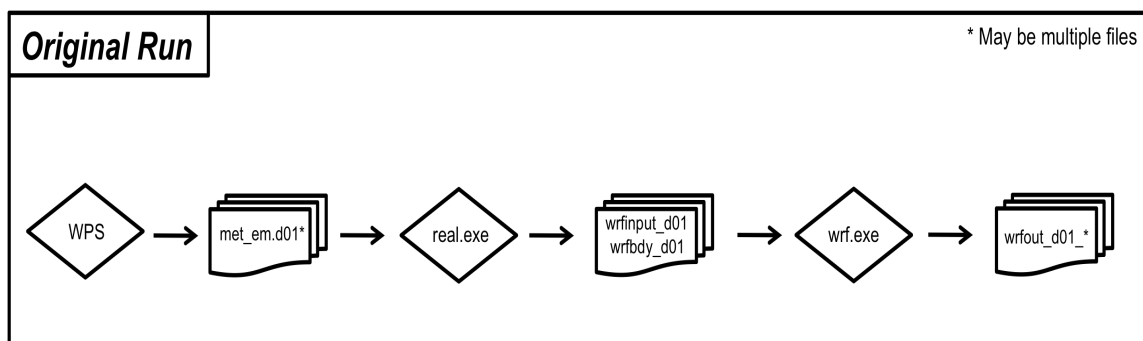 Original Run
* May be multiple files
WPS
met_em.d01*
real.exe
wrfinput_d01
wrfbdy_d01
wrf.exe
wrfout_d01_*